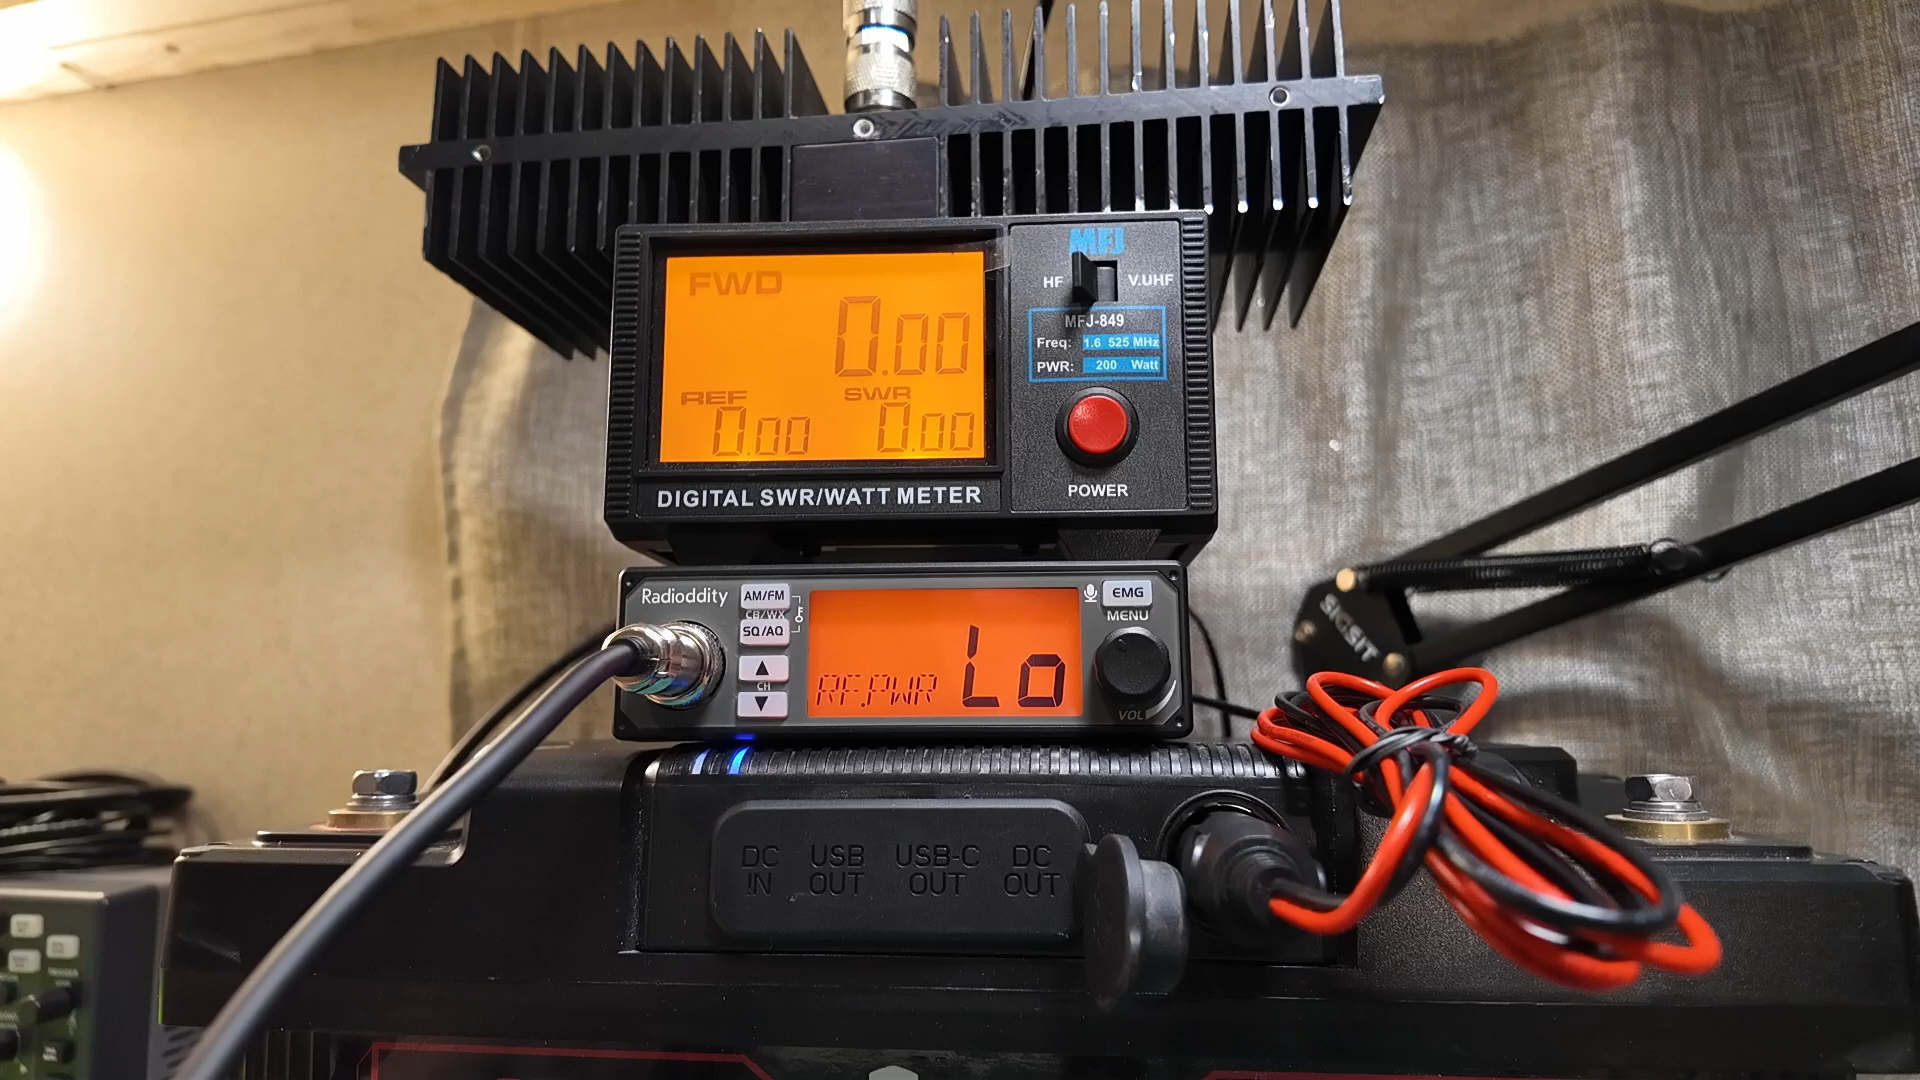 FWD
0.00
REF
SWR
0.00
0.00
DIGITAL SWR/WATT METER
MFJ
HF
V.UHF
MFJ-849
Freq: 1.6 525 MHz
PWR: 200 Watt
POWER
Radioddity
AM/FM
CB/WX
SQ/AQ
CH
RF.PWR
Lo
EMG
MENU
VOL
SIGSIT
DC IN
USB OUT
USB-C OUT
DC OUT